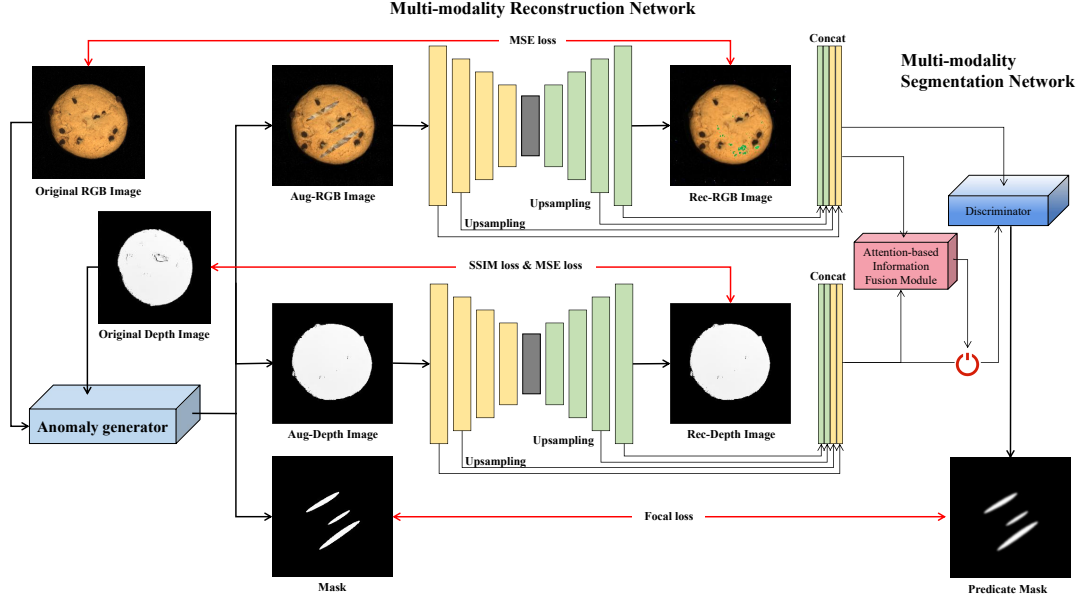 Multi-modality Reconstruction Network
MSE loss
Concat
Multi-modality
Segmentation Network
Original RGB Image
Aug-RGB Image
Upsampling
Rec-RGB Image
Upsampling
Discriminator
Attention-based
Information
Fusion Module
SSIM loss & MSE loss
Concat
Original Depth Image
Anomaly generator
Aug-Depth Image
Upsampling
Rec-Depth Image
Upsampling
Focal loss
Mask
Predicate Mask